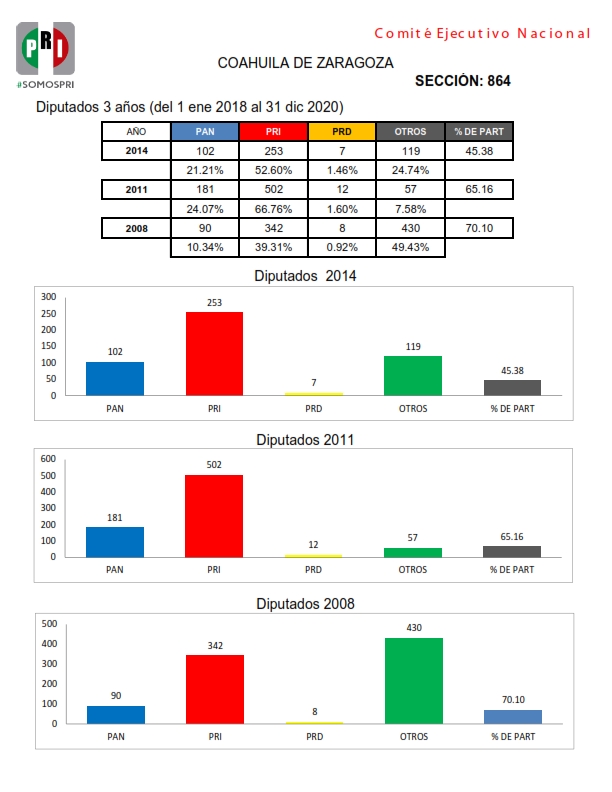 PRI
#SOMOSPRI
Comité Ejecutivo Nacional
COAHUILA DE ZARAGOZA
SECCIÓN: 864
Diputados 3 años (del 1 ene 2018 al 31 dic 2020)
AÑO PAN PRI PRD OTROS % DE PART
2014 102 253 7 119 45.38
21.21% 52.60% 1.46% 24.74%
2011 181 502 12 57 65.16
24.07% 66.76% 1.60% 7.58%
2008 90 342 8 430 70.10
10.34% 39.31% 0.92% 49.43%
Diputados 2014
300
250
200
150
100
50
0
102 253 7 119 45.38
PAN PRI PRD OTROS % DE PART
Diputados 2011
600
500
400
300
200
100
0
181 502 12 57 65.16
PAN PRI PRD OTROS % DE PART
Diputados 2008
500
400
300
200
100
0
90 342 8 430 70.10
PAN PRI PRD OTROS % DE PART